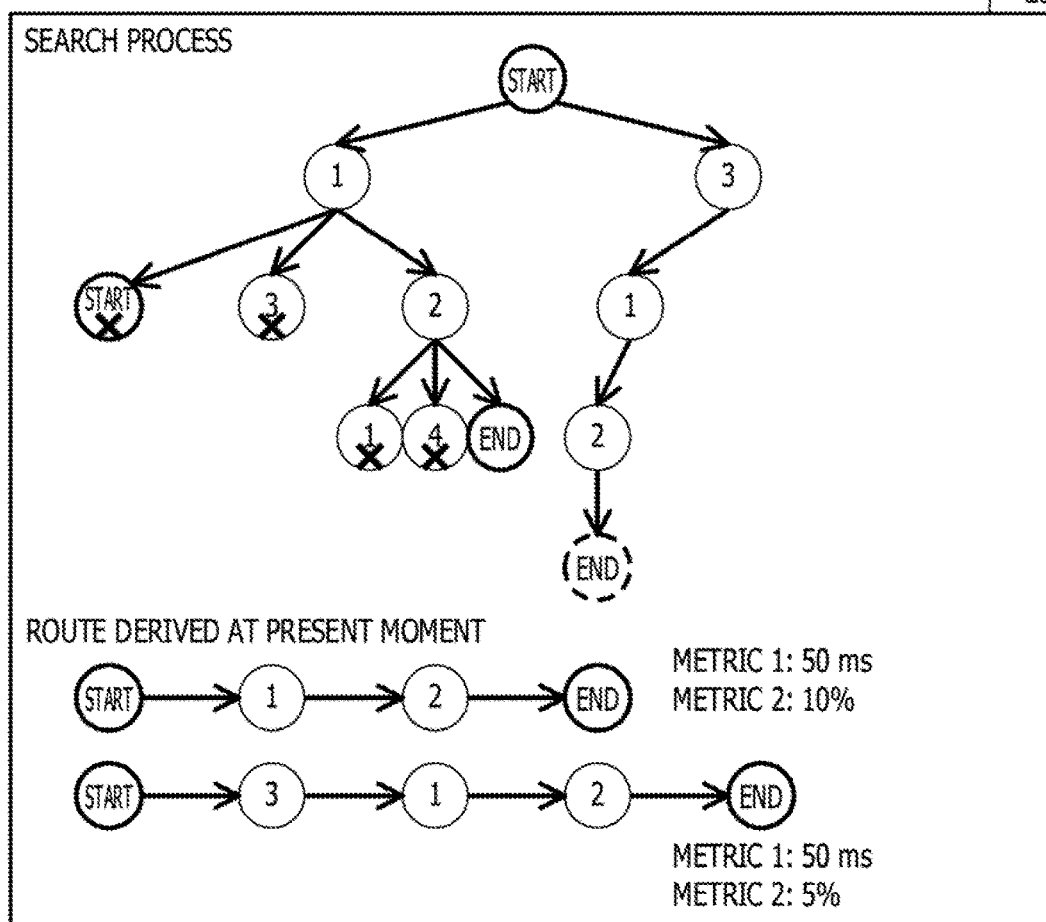 SEARCH PROCESS
START
1
3
START
3
2
1
1
4
END
2
END
ROUTE DERIVED AT PRESENT MOMENT
START
1
2
END
METRIC 1: 50 ms
METRIC 2: 10%
START
3
1
2
END
METRIC 1: 50 ms
METRIC 2: 5%